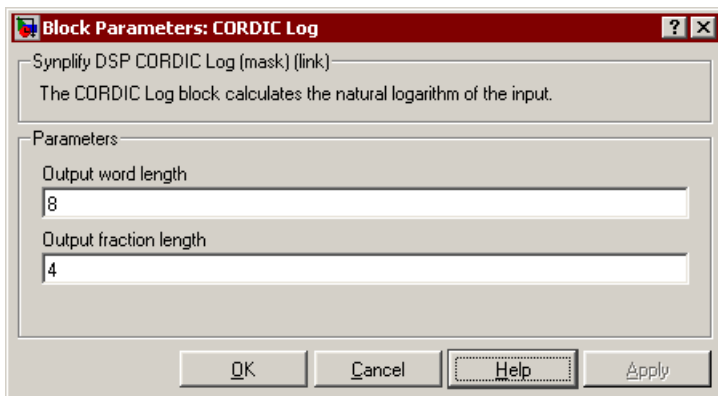 Block Parameters: CORDIC Log
Synplify DSP CORDIC Log (mask) (link)
The CORDIC Log block calculates the natural logarithm of the input.
Parameters
Output word length
8
Output fraction length
4
OK Cancel Help Apply